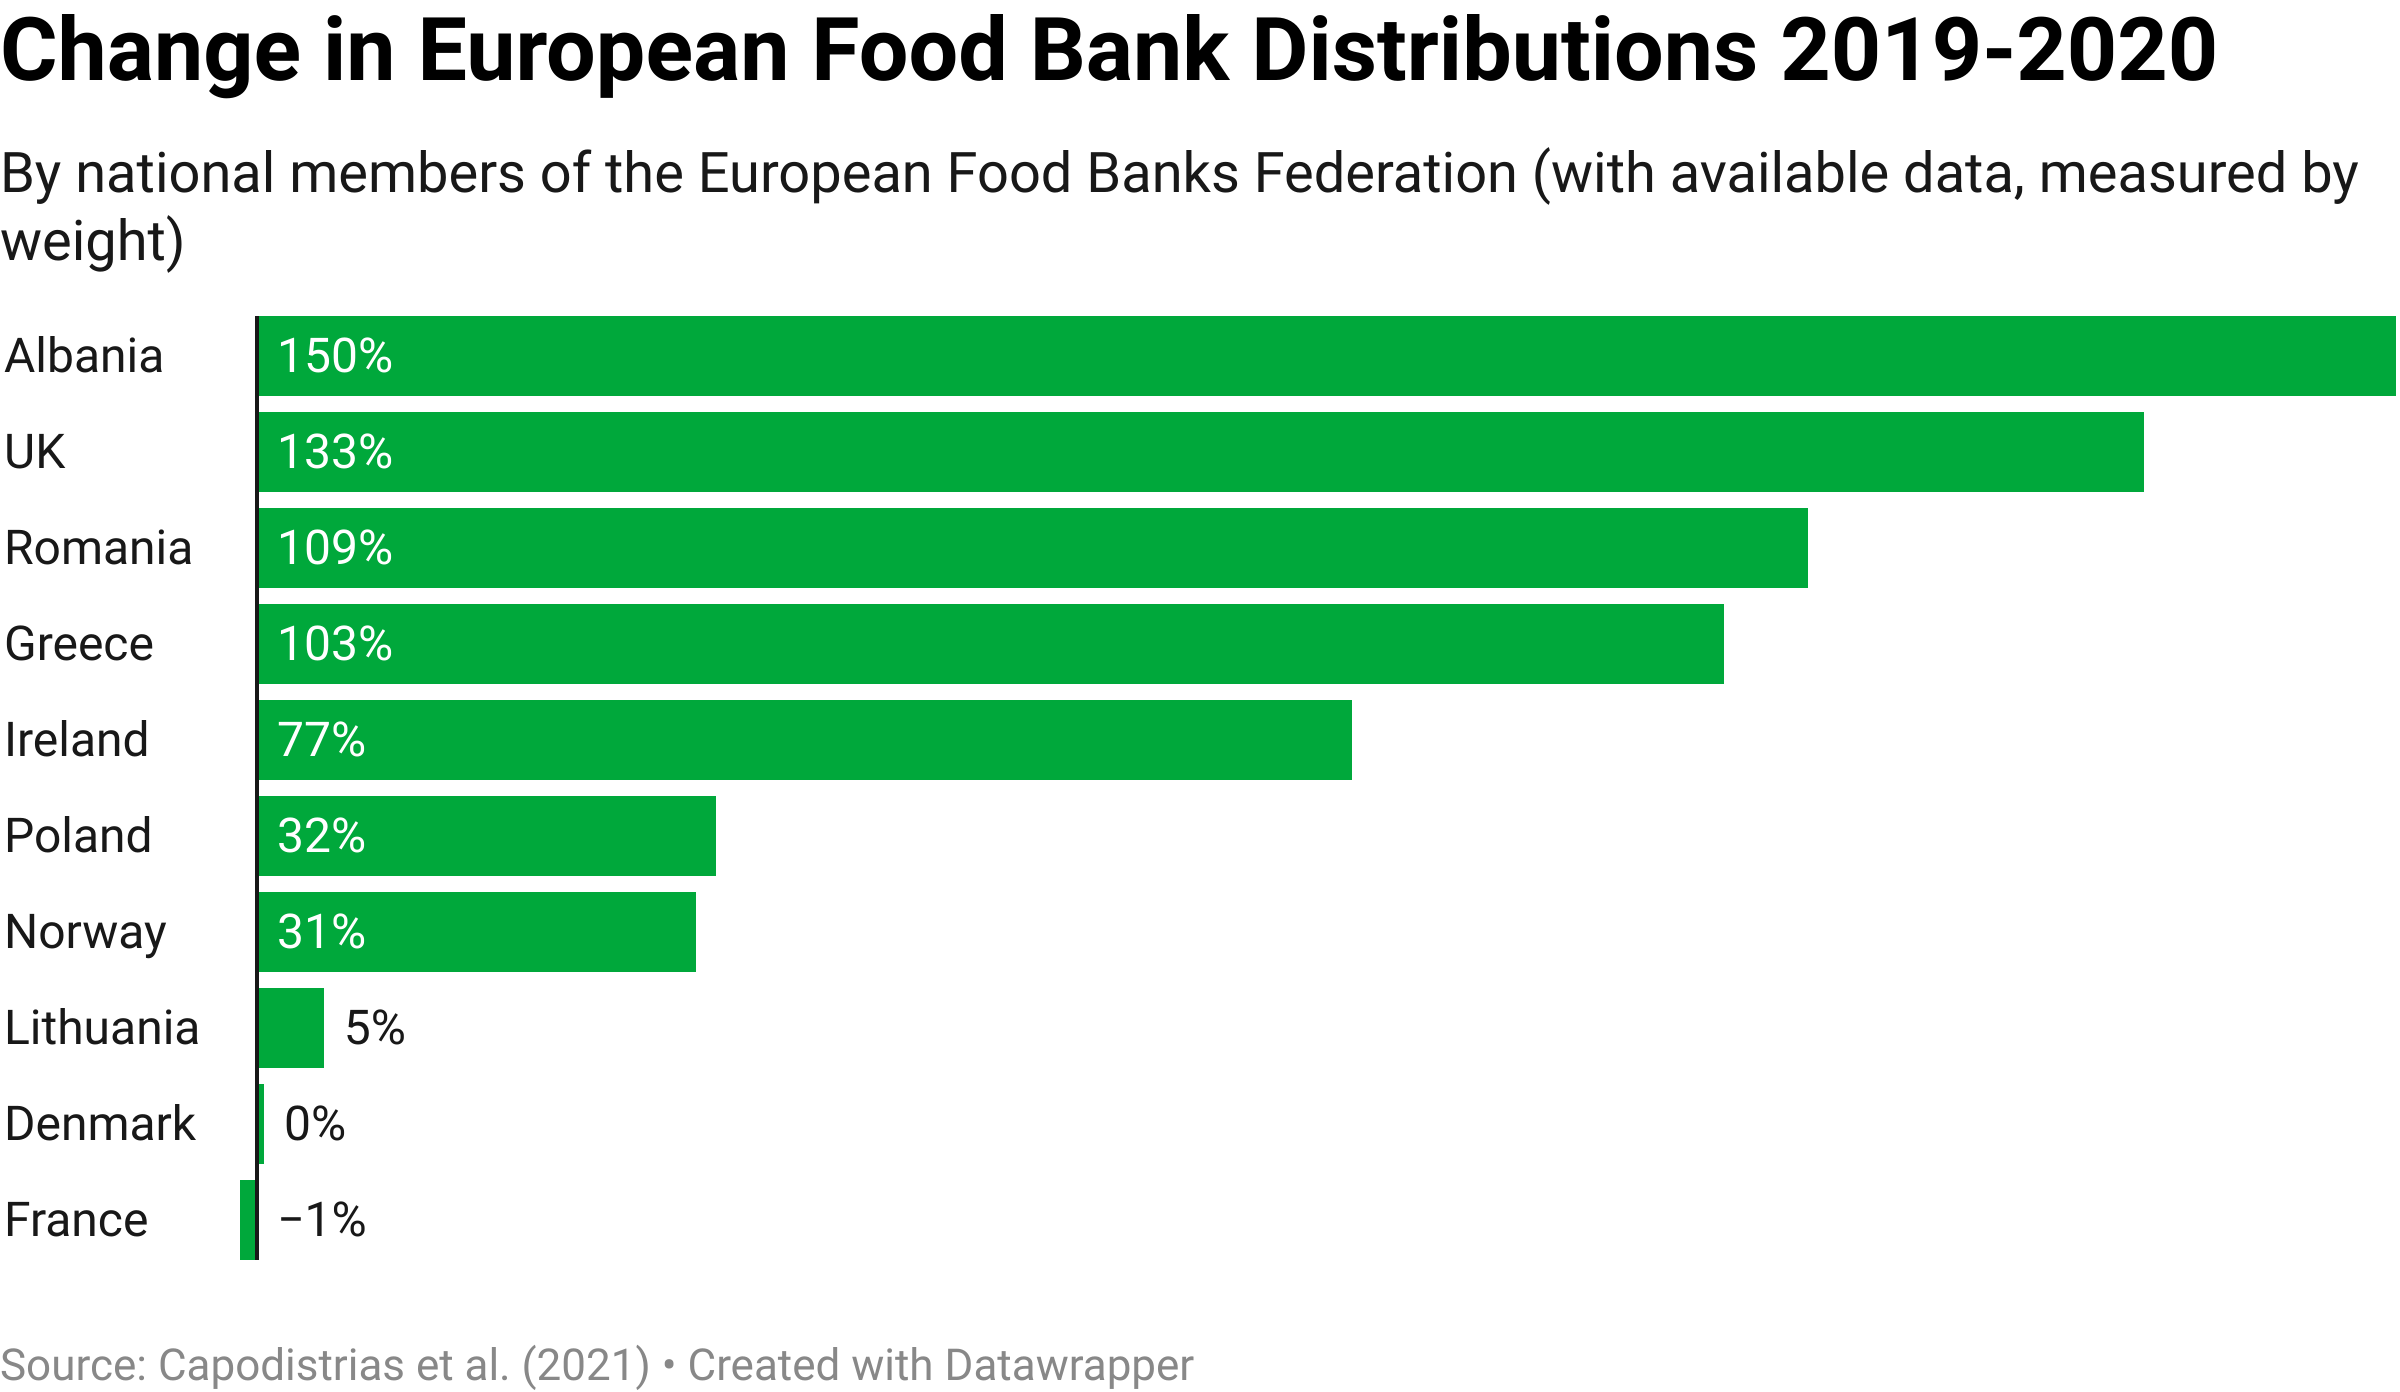 Change in European Food Bank Distributions 2019-2020
By national members of the European Food Banks Federation (with available data, measured by
weight)
Albania 150%
UK 133%
Romania 109%
Greece 103%
Ireland 77%
Poland 32%
Norway 31%
Lithuania 5%
Denmark 0%
France −1%
Source: Capodistrias et al. (2021) • Created with Datawrapper